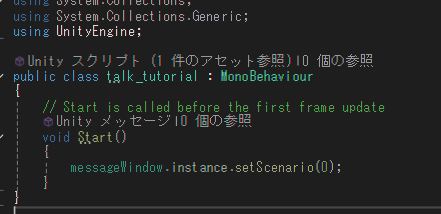 using System.Collections;
using System.Collections.Generic;
using UnityEngine;
Unity スクリプト (1 件のアセット参照)|0 個の参照
public class talk_tutorial : MonoBehaviour
{
// Start is called before the first frame update
Unity メッセージ|0 個の参照
void Start()
{
messageWindow.instance.setScenario(0);
}
}